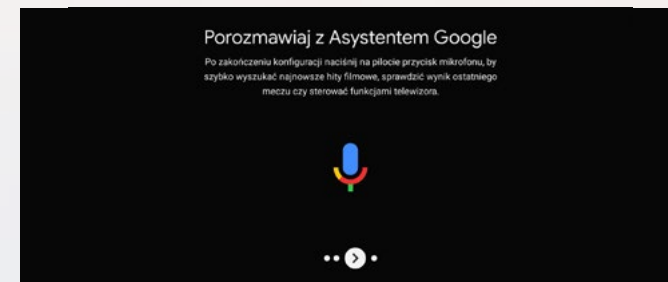 Porozmawiaj z Asystentem Google
Po zakończeniu konfiguracji naciśnij na pilocie przycisk mikrofonu, by
szybko wyszukać najnowsze hity filmowe, sprawdzić wynik ostatniego
meczu czy sterować funkcjami telewizora.